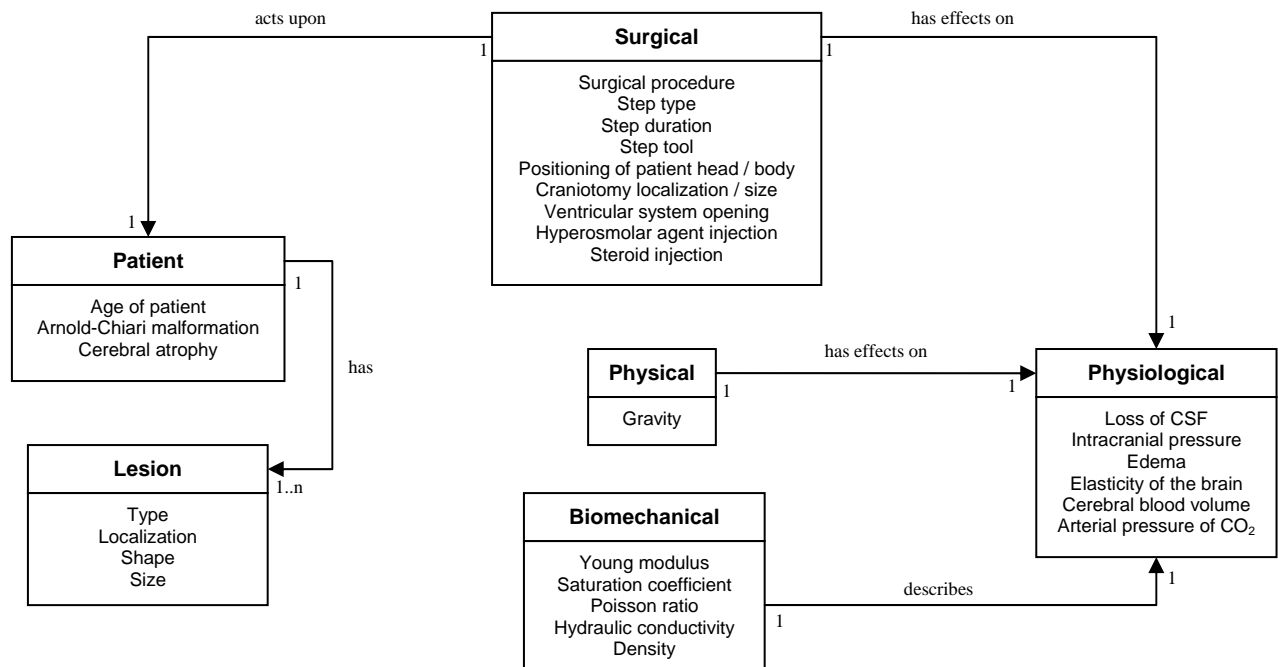 acts upon
has effects on
Surgical
1
1
Surgical procedure
Step type
Step duration
Step tool
Positioning of patient head / body
Craniotomy localization / size
Ventricular system opening
Hyperosmolar agent injection
Steroid injection
1
Patient
1
Age of patient
Arnold-Chiari malformation
Cerebral atrophy
has
Lesion
1..n
Type
Localization
Shape
Size
Physical
1
Gravity
has effects on
1
1
Physiological
Loss of CSF
Intracranial pressure
Edema
Elasticity of the brain
Cerebral blood volume
Arterial pressure of CO₂
Biomechanical
Young modulus
Saturation coefficient
Poisson ratio
Hydraulic conductivity
Density
1
describes
1